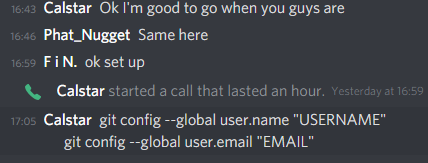 16:43 Calstar Ok I'm good to go when you guys are
16:46 Phat_Nugget Same here
16:59 F i N. ok set up
Calstar started a call that lasted an hour. Yesterday at 16:59
17:05 Calstar git config --global user.name "USERNAME"
git config --global user.email "EMAIL"